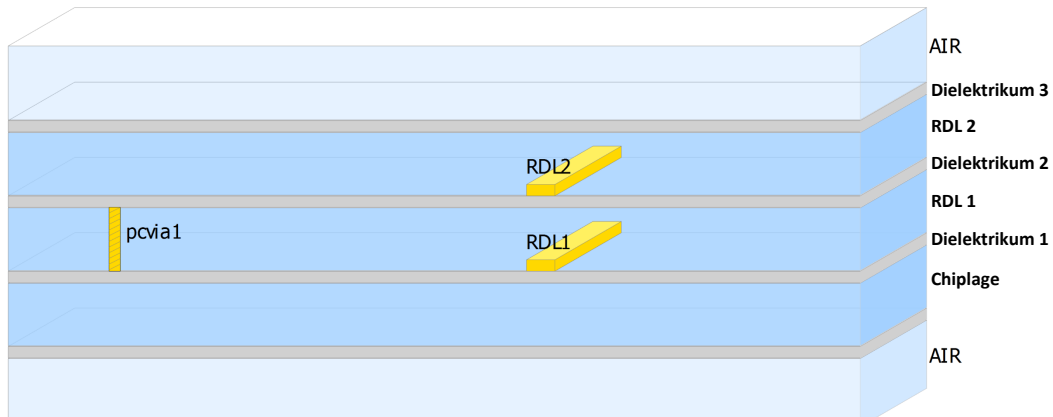 AIR
Dielektrikum 3
RDL 2
Dielektrikum 2
RDL2
RDL 1
pcvia1
RDL1
Dielektrikum 1
Chiplage
AIR